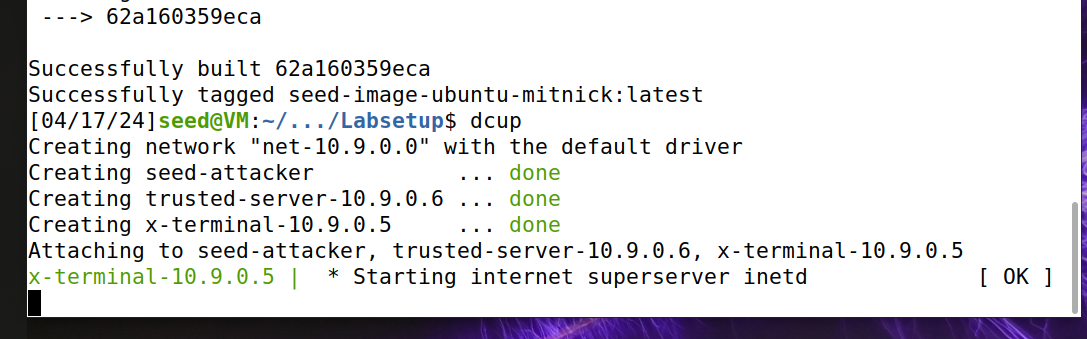 ---> 62a160359eca
Successfully built 62a160359eca
Successfully tagged seed-image-ubuntu-mitnick:latest
[04/17/24]seed@VM:~/.../Labsetup$ dcup
Creating network "net-10.9.0.0" with the default driver
Creating seed-attacker           ... done
Creating trusted-server-10.9.0.6 ... done
Creating x-terminal-10.9.0.5     ... done
Attaching to seed-attacker, trusted-server-10.9.0.6, x-terminal-10.9.0.5
x-terminal-10.9.0.5 |  * Starting internet superserver inetd             [ OK ]